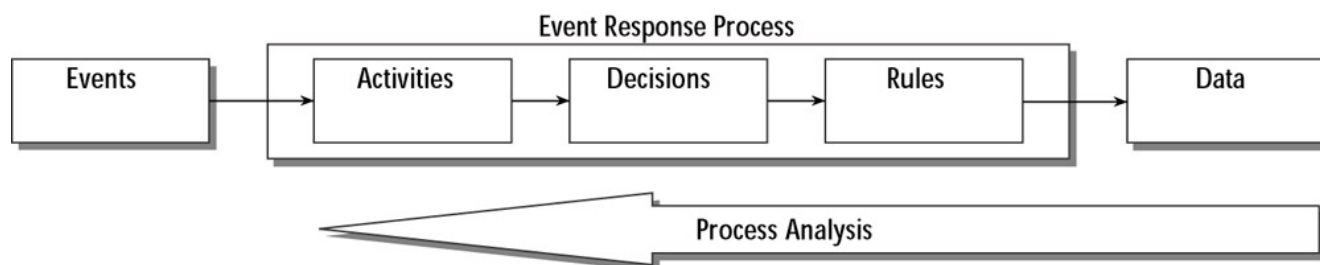 Event Response Process
Events
Activities
Decisions
Rules
Data
Process Analysis